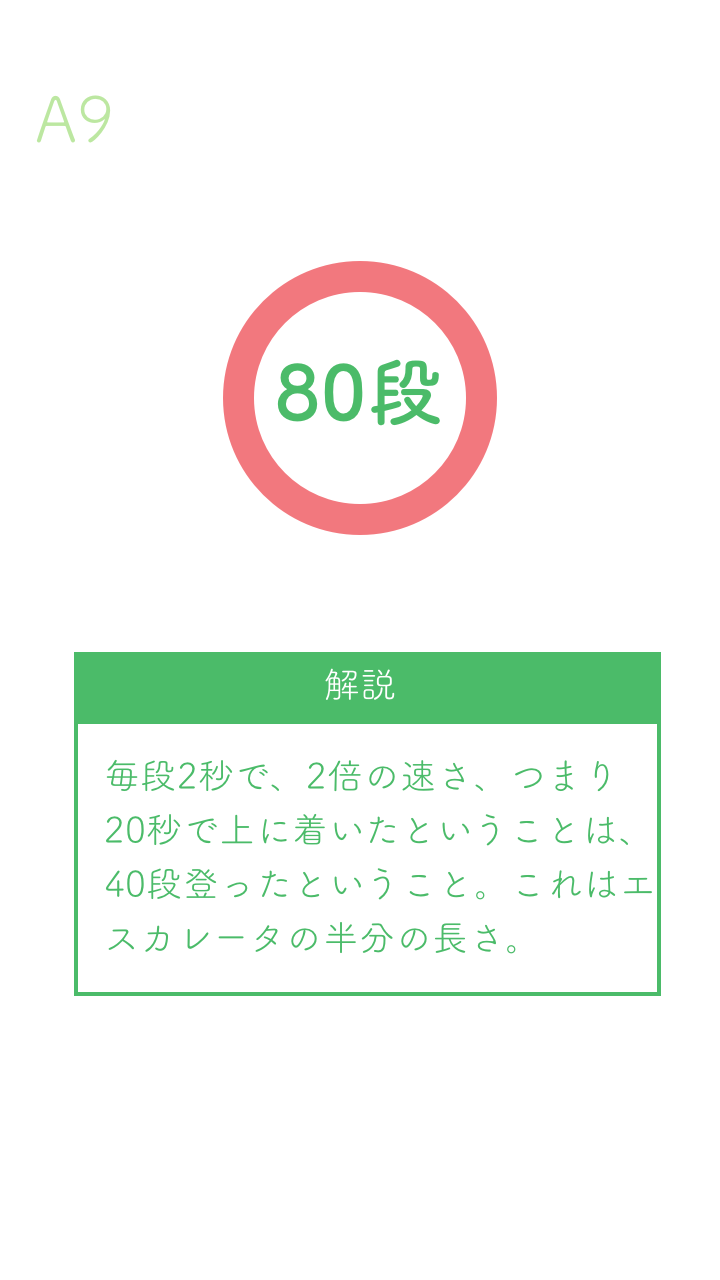 A9
80段
解説
毎段2秒で、2倍の速さ、つまり
20秒で上に着いたということは、
40段登ったということ。これはエ
スカレータの半分の長さ。